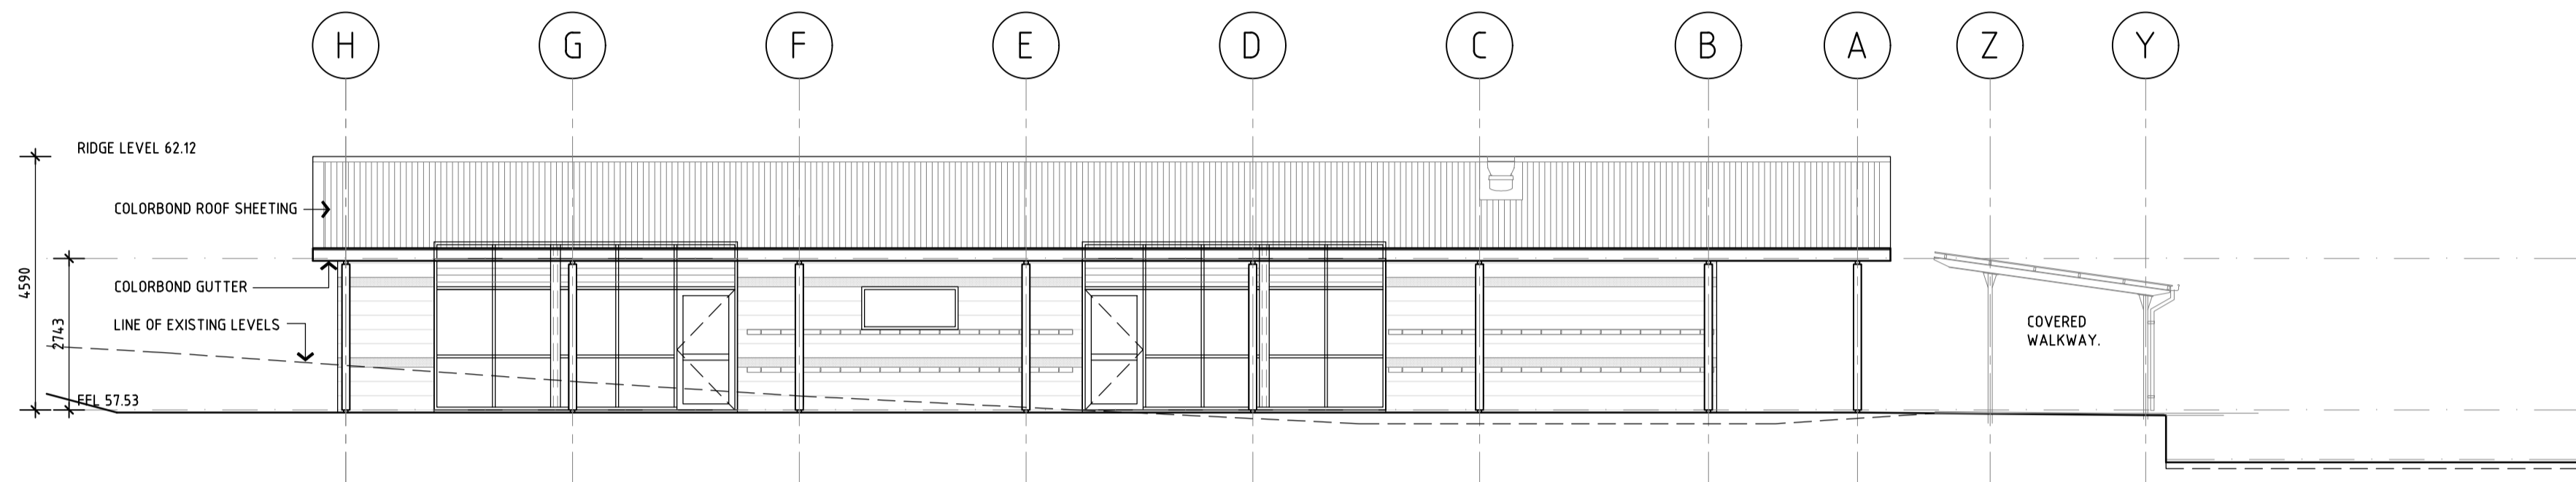 H G F E D C B A Z Y
RIDGE LEVEL 62.12
COLORBOND ROOF SHEETING
4590
COLORBOND GUTTER
2743
LINE OF EXISTING LEVELS
COVERED
WALKWAY.
FFL 57.53